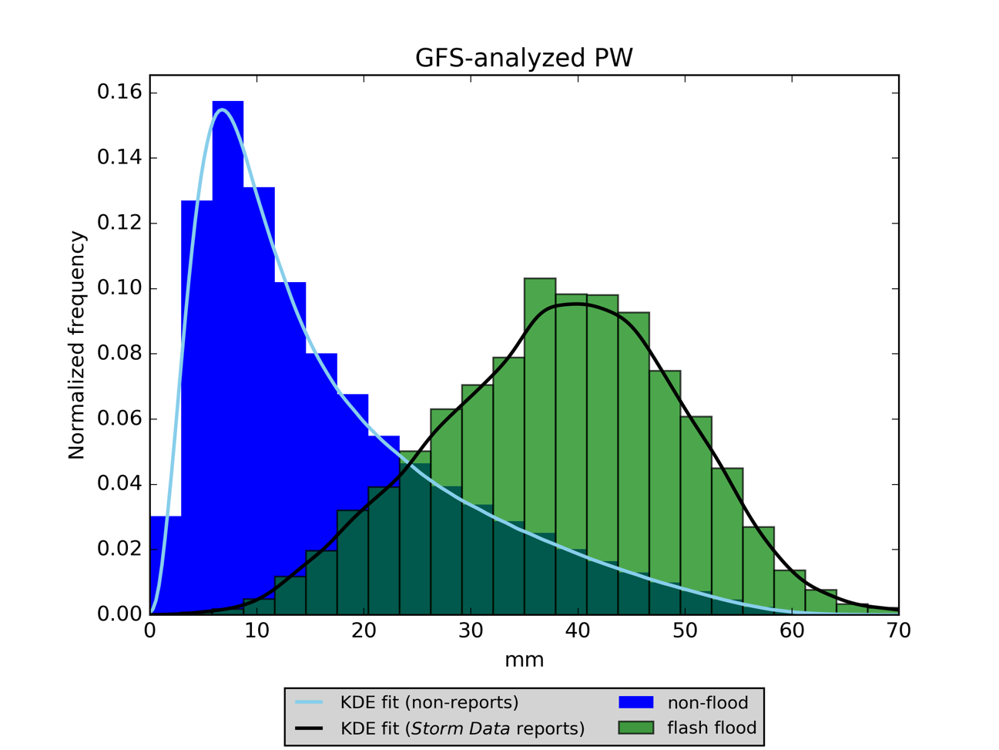 GFS-analyzed PW
Normalized frequency
0.16
0.14
0.12
0.10
0.08
0.06
0.04
0.02
0.00
0 10 20 30 40 50 60 70
mm
KDE fit (non-reports) non-flood
KDE fit (Storm Data reports) flash flood